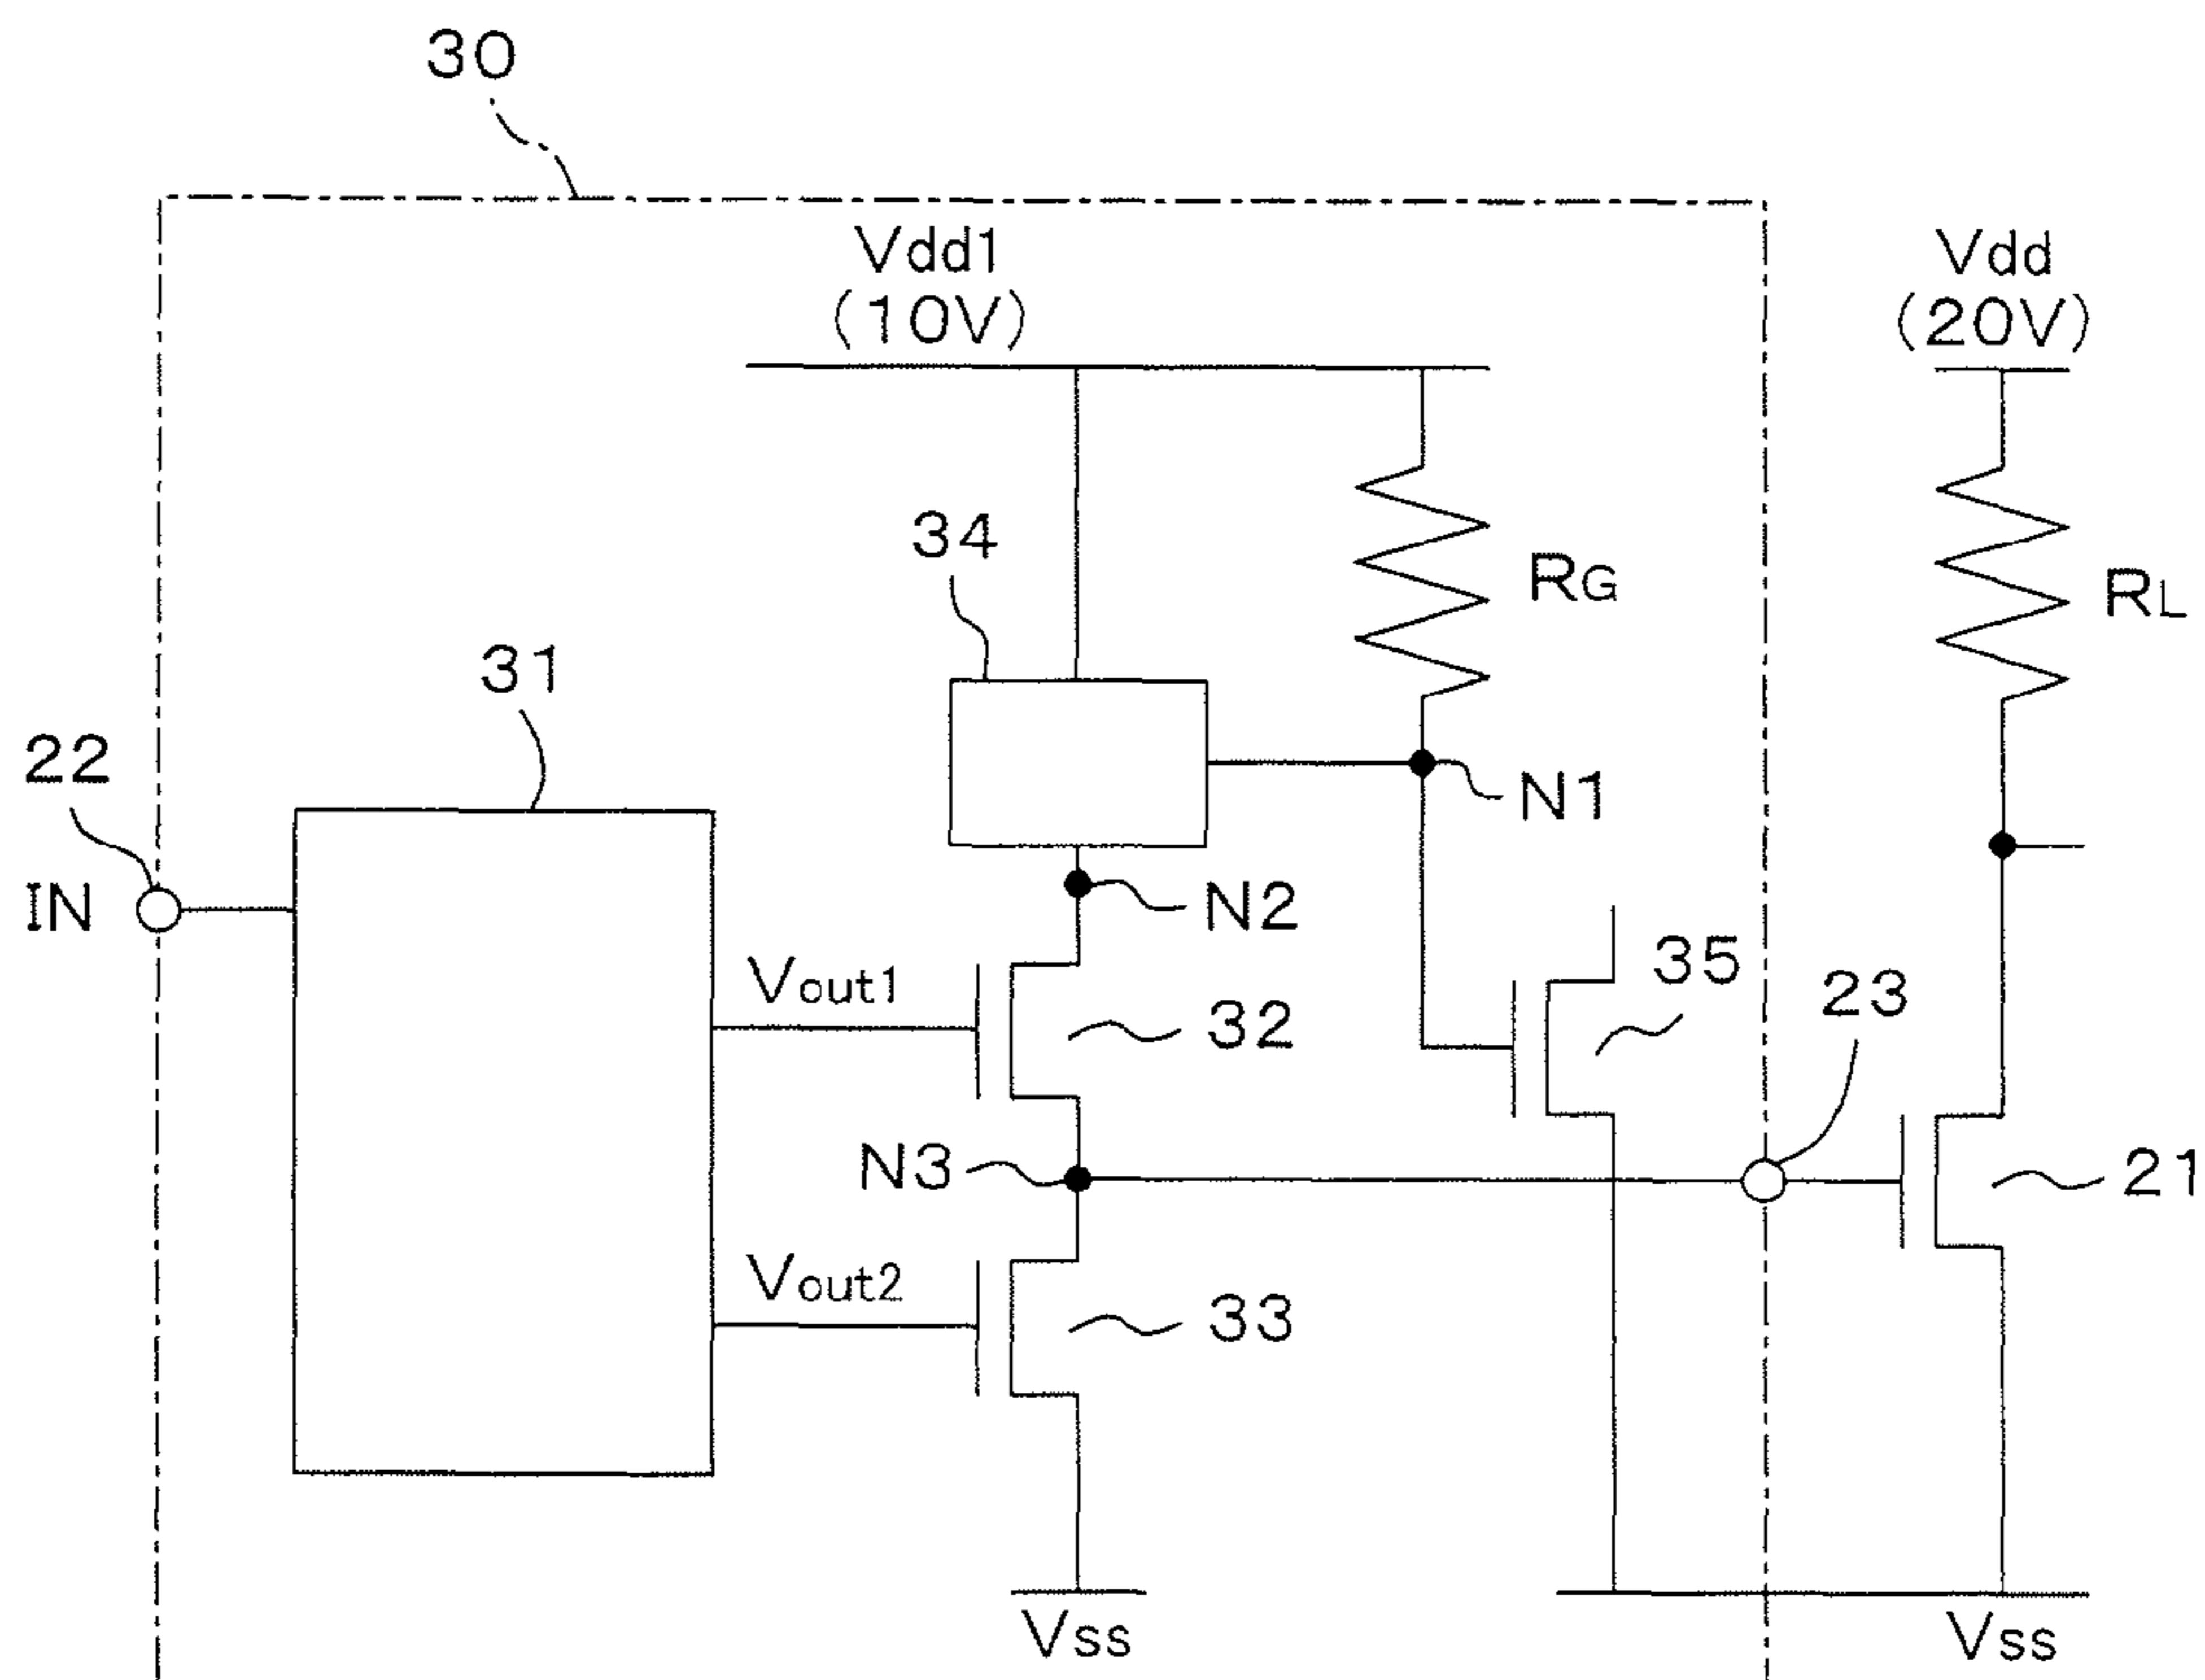 30
Vdd1
(10V)
Vdd
(20V)
34
RG
RL
31
22
N1
IN
N2
35
23
Vout1
32
N3
21
Vout2
33
Vss
Vss